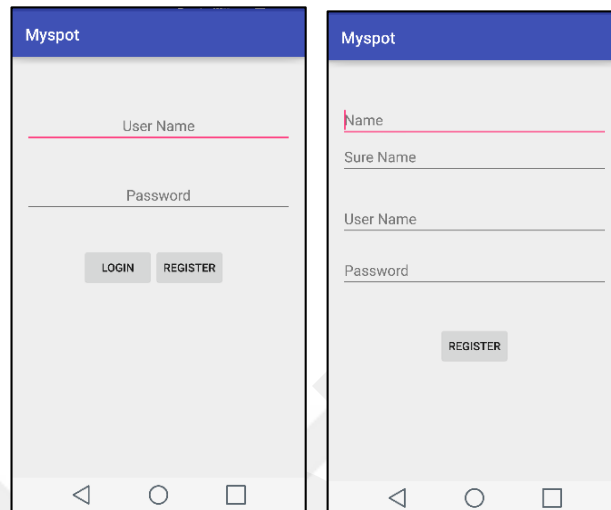 Myspot
User Name
Password
LOGIN REGISTER
Myspot
Name
Sure Name
User Name
Password
REGISTER